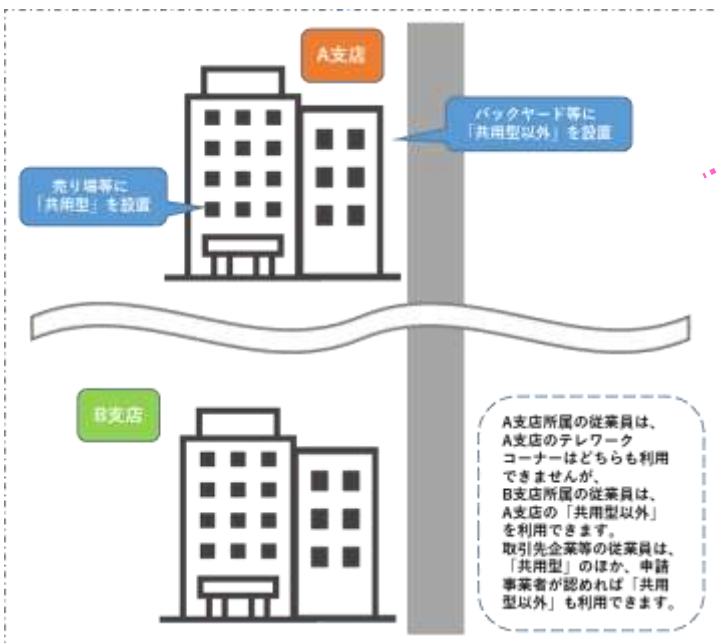 A支店
バックヤード等に
「共用型以外」を設置
売り場等に
「共用型」を設置
B支店
A支店所属の従業員は、
A支店のテレワーク
コーナーはどちらも利用
できませんが、
B支店所属の従業員は、
A支店の「共用型以外」
を利用できます。
取引先企業等の従業員は、
「共用型」のほか、申請
事業者が認めれば「共用
型以外」も利用できます。